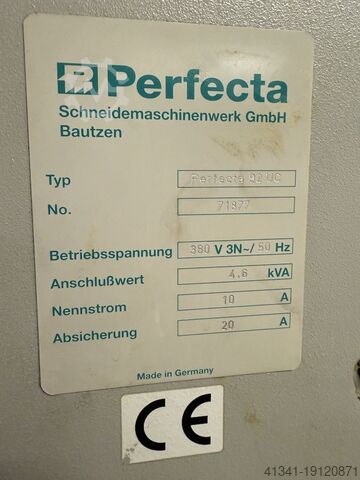 Perfecta
Schneidemaschinenwerk GmbH
Bautzen
Typ Perfecta 92 UC
No. 71877
Betriebsspannung 380 V 3N~/ 50 Hz
Anschlußwert 4.6 kVA
Nennstrom 10 A
Absicherung 20 A
Made in Germany
CE
41341-19120871